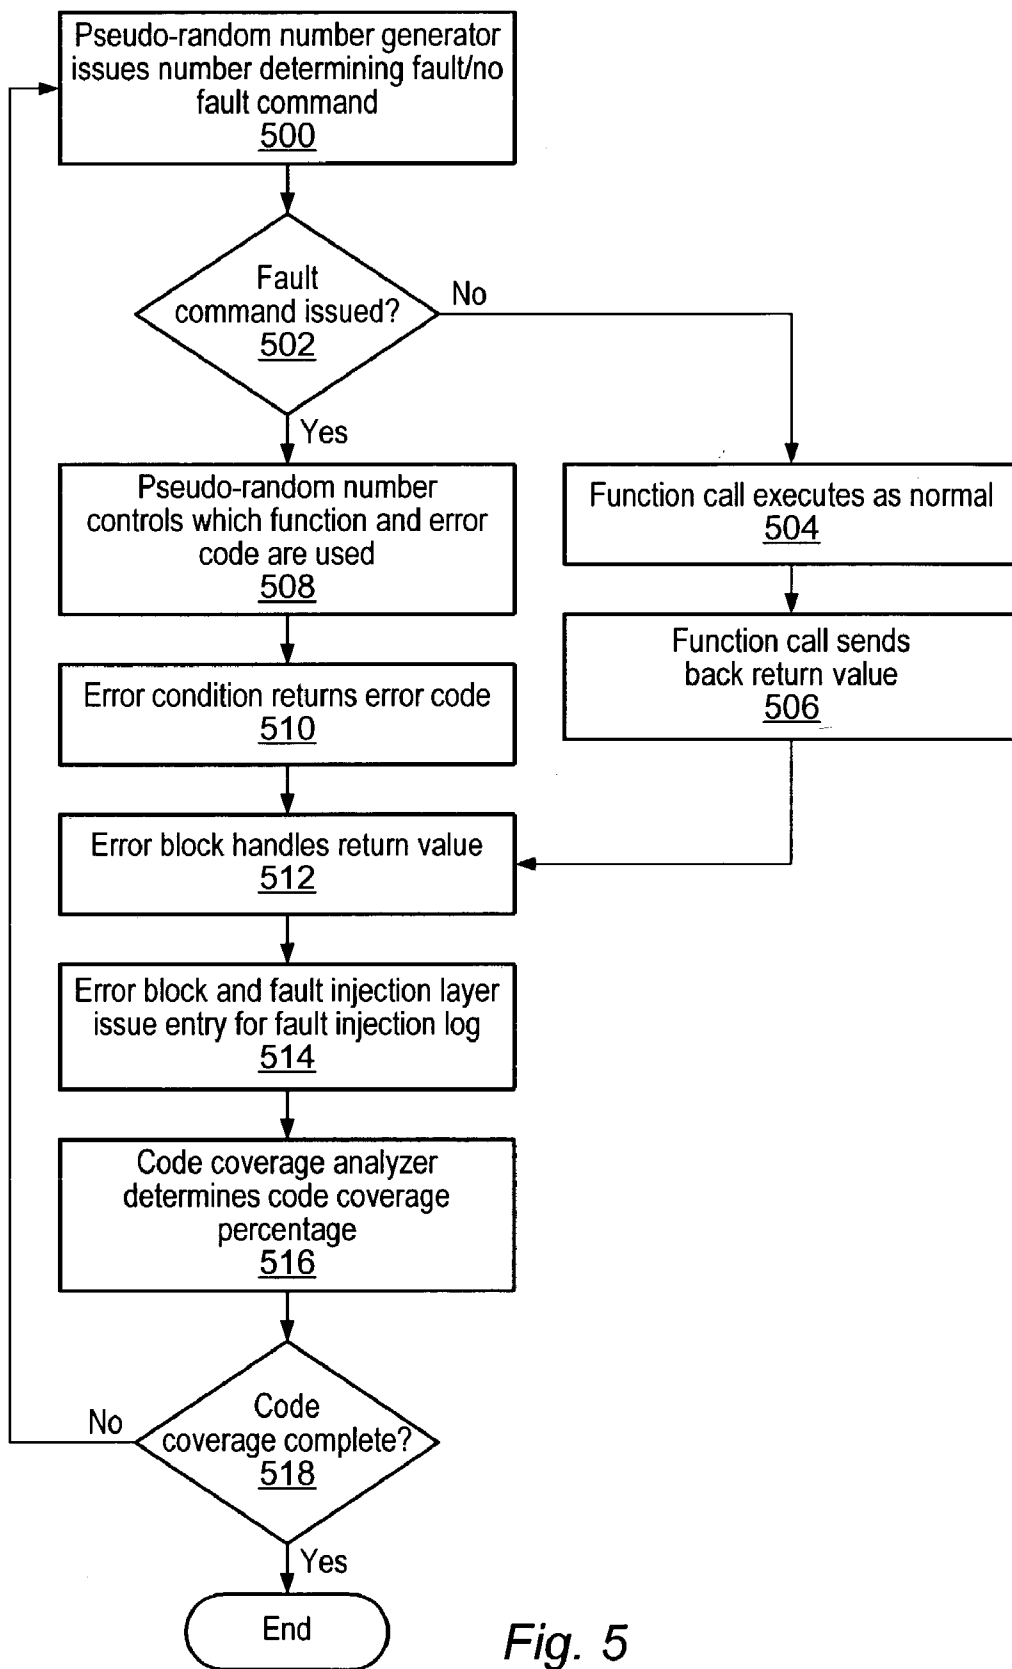 Pseudo-random number generator
issues number determining fault/no
fault command
500
Fault
command issued?
502
No
Yes
Pseudo-random number
controls which function and error
code are used
508
Function call executes as normal
504
Function call sends
back return value
506
Error condition returns error code
510
Error block handles return value
512
Error block and fault injection layer
issue entry for fault injection log
514
Code coverage analyzer
determines code coverage
percentage
516
Code
coverage complete?
518
No
Yes
End
Fig. 5